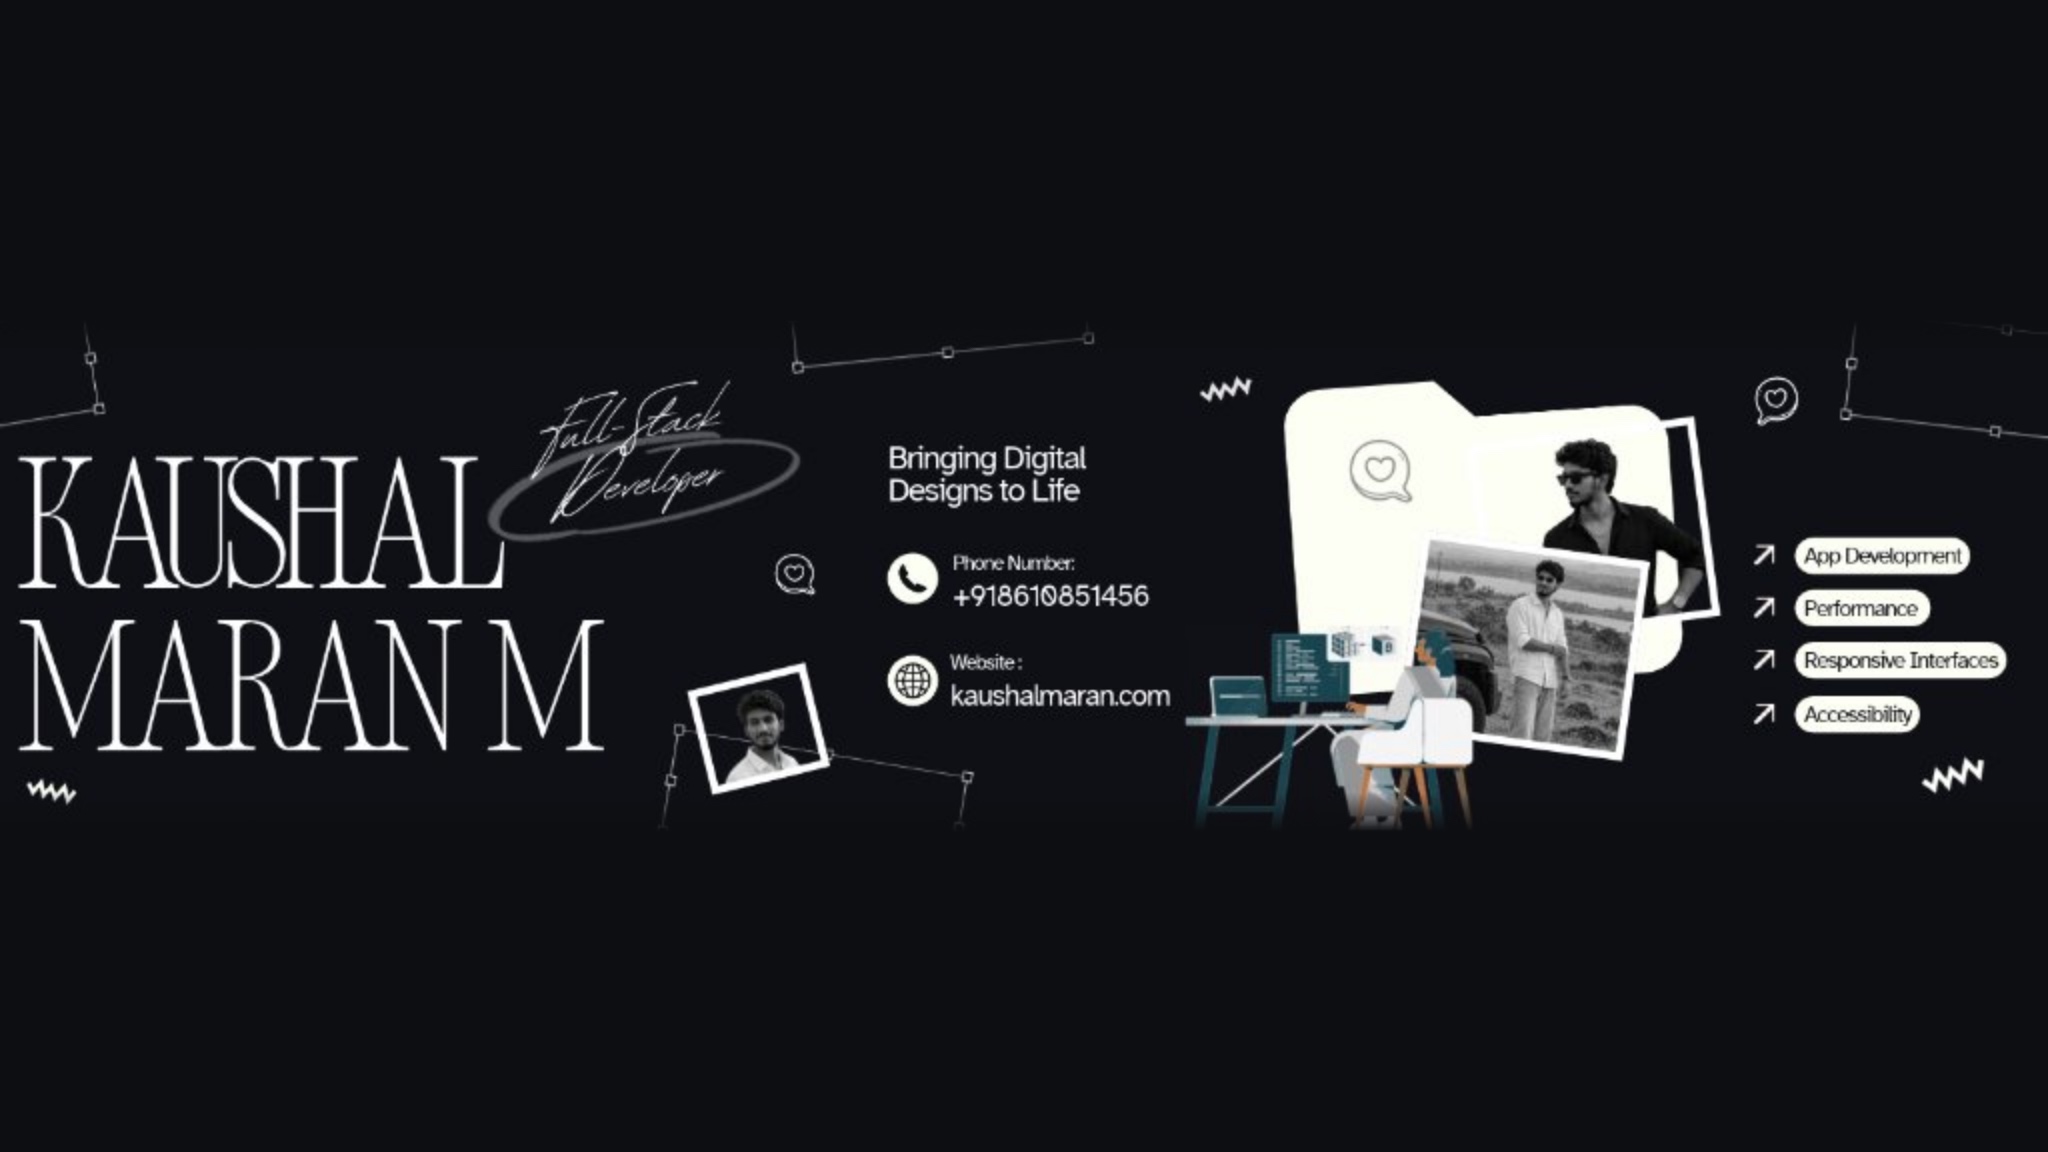 Full-Stack
Developer
KAUSHAL
MARAN M
Bringing Digital
Designs to Life
Phone Number:
+918610851456
Website :
kaushalmaran.com
App Development
Performance
Responsive Interfaces
Accessibility